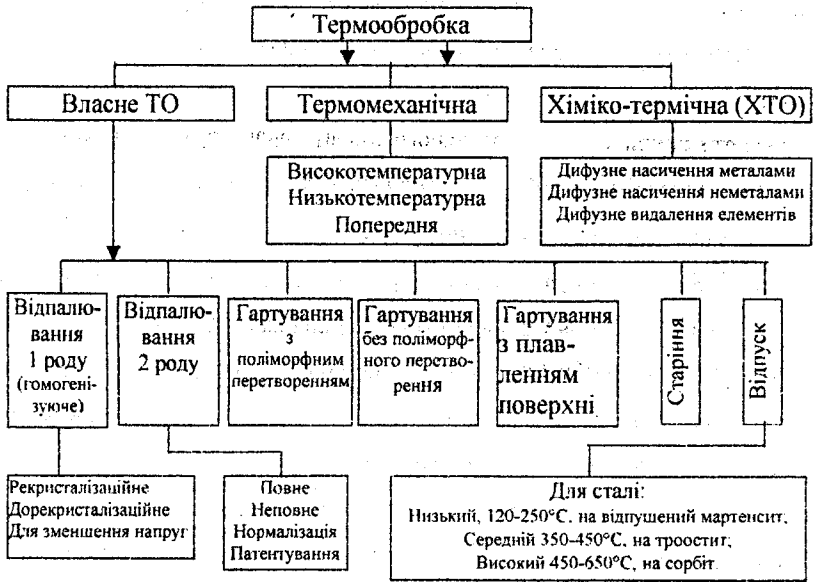 Термообробка
Власне ТО
Термомеханічна
Хіміко-термічна (ХТО)
Високотемпературна
Низькотемпературна
Попередня
Дифузне насичення металами
Дифузне насичення неметалами
Дифузне видалення елементів
Відпалю-
вання
1 роду
(гомогені-
зуюче)
Відпалю-
вання
2 роду
Гартування
з
поліморфним
перетворенням
Гартування
без поліморф-
ного перетво-
рення
Гартування
з плав-
ленням
поверхні
Старіння
Відпуск
Рекристалізаційне
Дорекристалізаційне
Для зменшення напруг
Повне
Неповне
Нормалізація
Патентування
Для сталі:
Низький, 120-250°С, на відпушений мартенсит;
Середній 350-450°С, на троостит;
Високий 450-650°С, на сорбіт